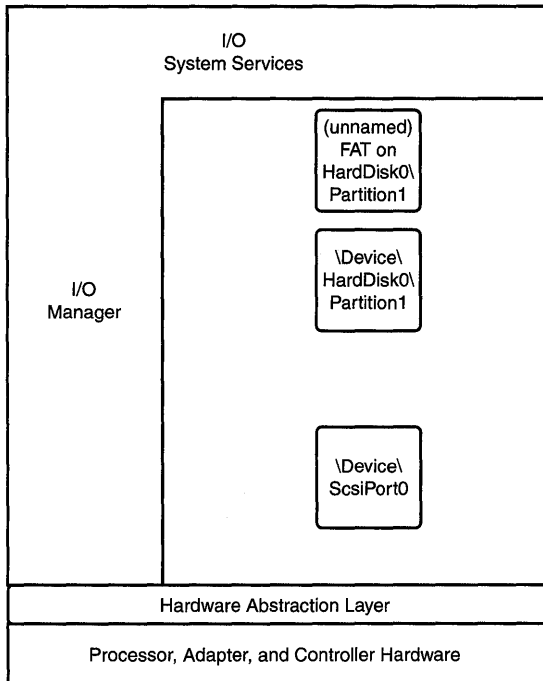 I/O
System Services
(unnamed)
FAT on
HardDisk0\
Partition1
\Device\
HardDisk0\
Partition1
I/O
Manager
\Device\
ScsiPort0
Hardware Abstraction Layer
Processor, Adapter, and Controller Hardware